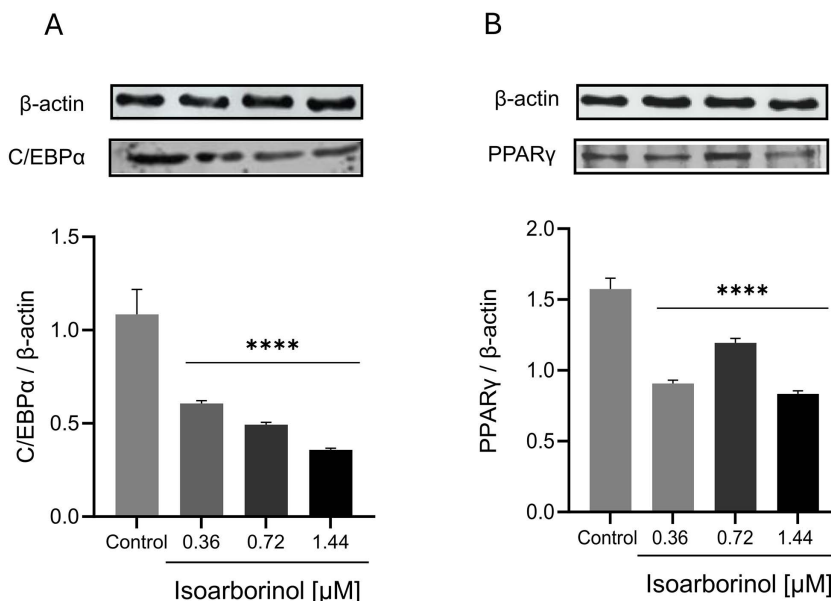 A
β-actin
C/EBPα
C/EBPα / β-actin
1.5
1.0
0.5
0.0
****
Control 0.36 0.72 1.44
Isoarborinol [µM]
B
β-actin
PPARγ
PPARγ / β-actin
2.0
1.5
1.0
0.5
0.0
****
Control 0.36 0.72 1.44
Isoarborinol [µM]